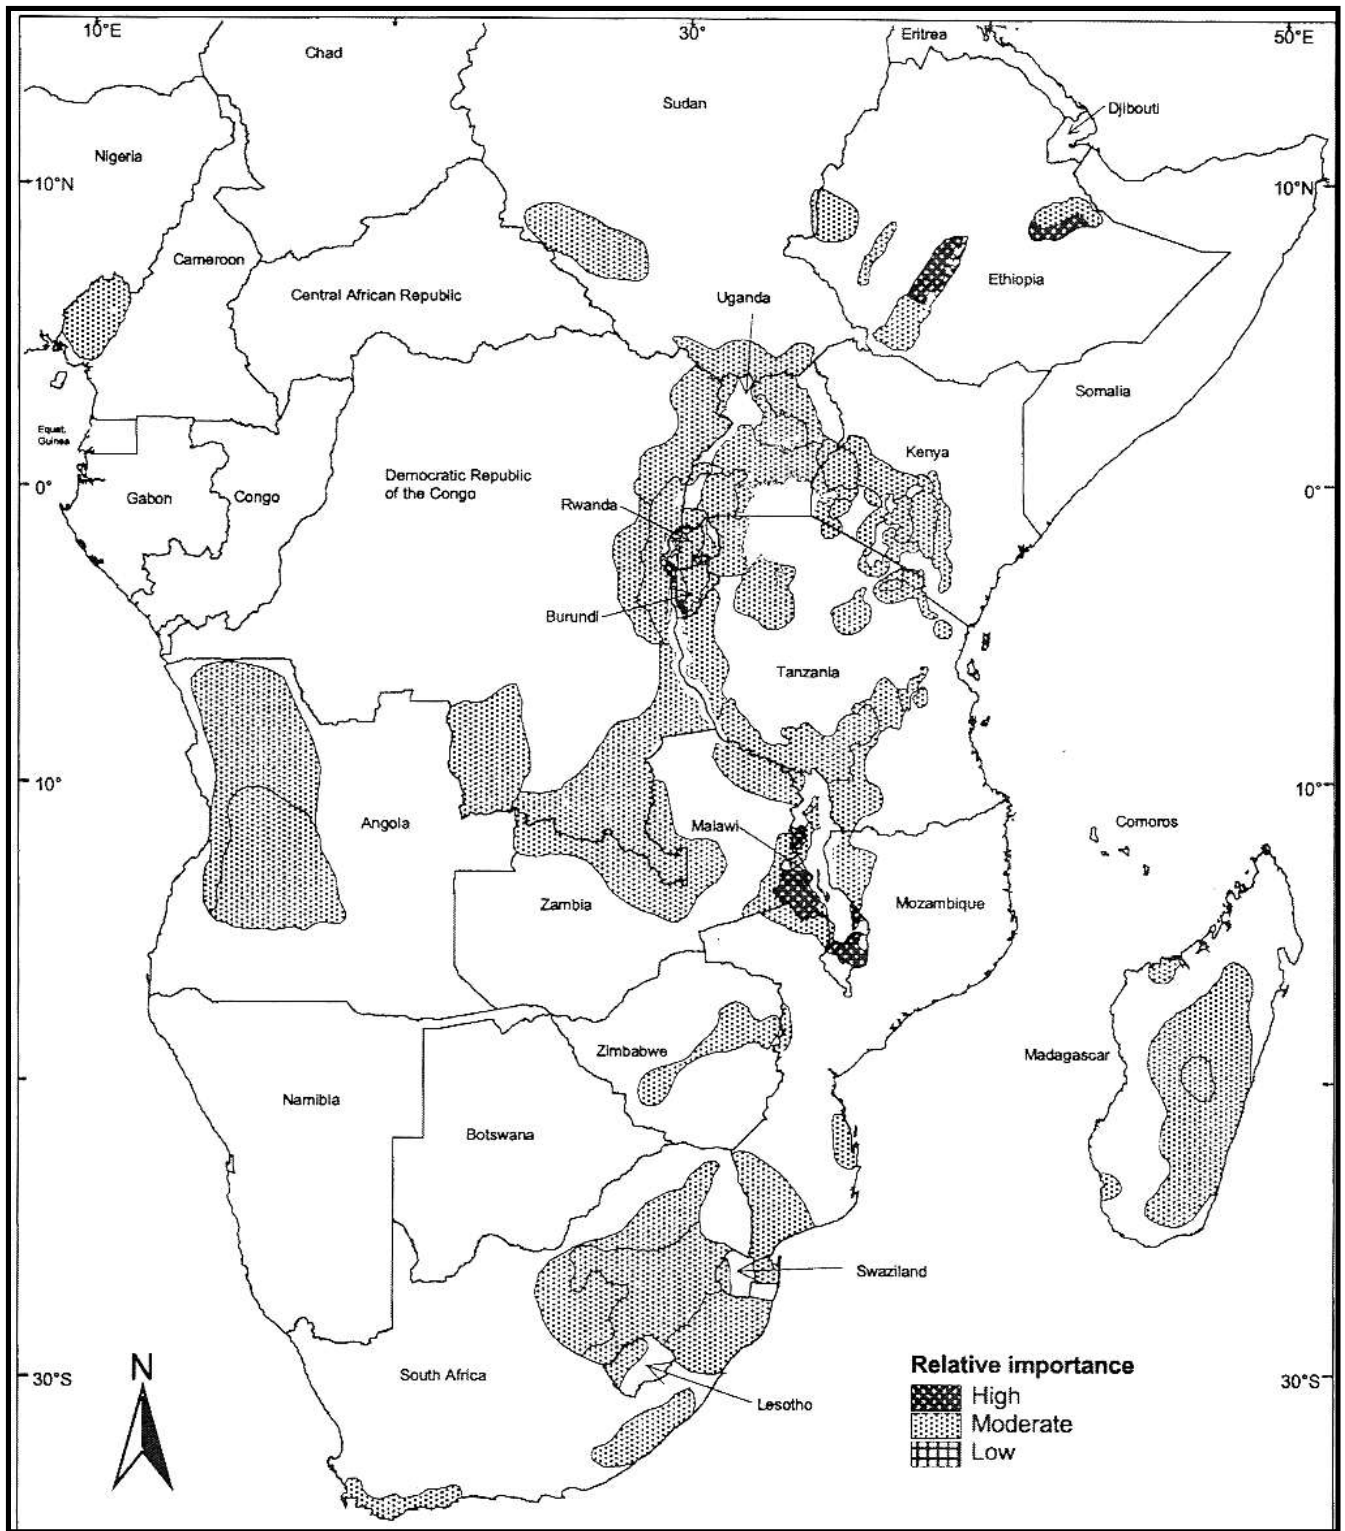 10°E
30°
50°E
Eritrea
Chad
Sudan
Djibouti
Nigeria
10°N
10°N
Cameroon
Ethiopia
Central African Republic
Uganda
Somalia
Equat.
Guinea
Kenya
Democratic Republic
of the Congo
0°
0°
Gabon
Congo
Rwanda
Burundi
Tanzania
10°
10°
Angola
Malawi
Comoros
Zambia
Mozambique
Zimbabwe
Madagascar
Namibia
Botswana
Swaziland
N
South Africa
Relative importance
30°S
30°S
High
Lesotho
Moderate
Low